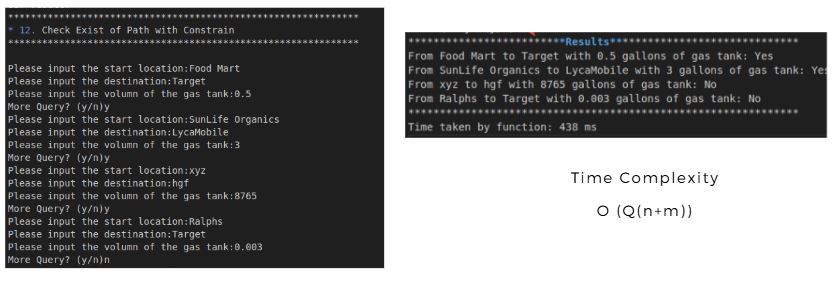 **************************************************************
* 12. Check Exist of Path with Constrain
**************************************************************
Please input the start location:Food Mart
Please input the destination:Target
Please input the volumn of the gas tank:0.5
More Query? (y/n)y
Please input the start location:SunLife Organics
Please input the destination:LycaMobile
Please input the volumn of the gas tank:3
More Query? (y/n)y
Please input the start location:xyz
Please input the destination:hgf
Please input the volumn of the gas tank:8765
More Query? (y/n)y
Please input the start location:Ralphs
Please input the destination:Target
Please input the volumn of the gas tank:0.003
More Query? (y/n)n
**************************Results******************************
From Food Mart to Target with 0.5 gallons of gas tank: Yes
From SunLife Organics to LycaMobile with 3 gallons of gas tank: Yes
From xyz to hgf with 8765 gallons of gas tank: No
From Ralphs to Target with 0.003 gallons of gas tank: No
***************************************************************
Time taken by function: 438 ms
Time Complexity
O (Q(n+m))